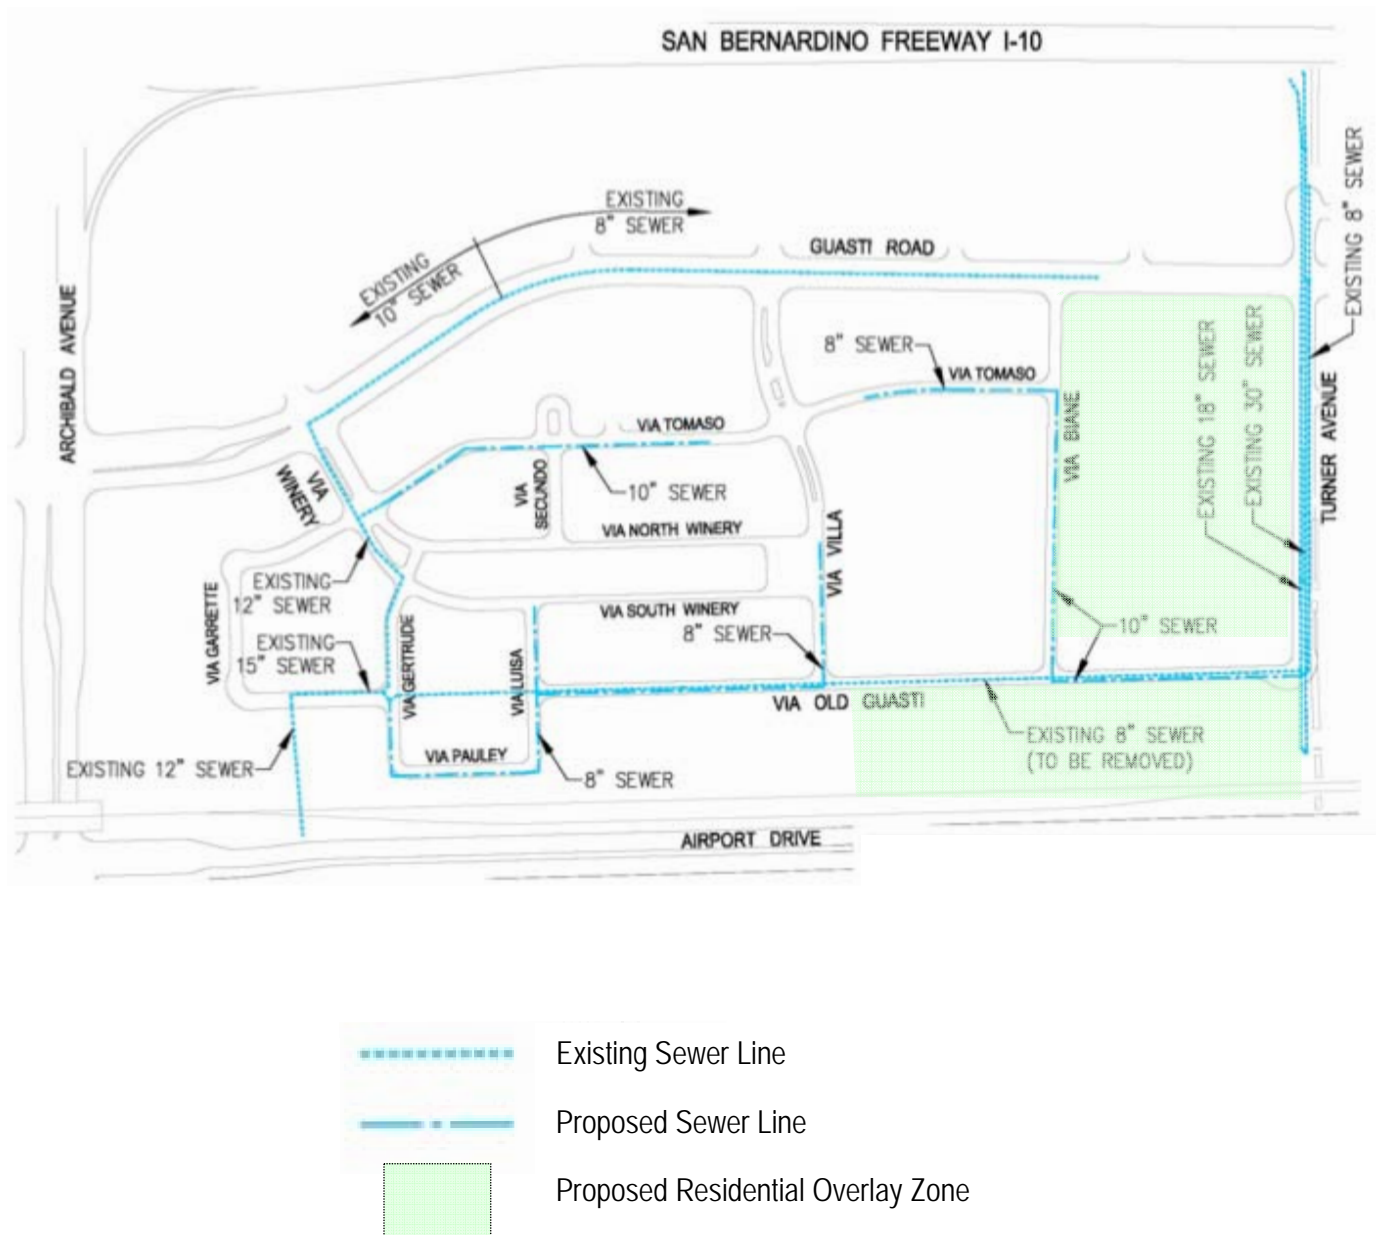 SAN BERNARDINO FREEWAY I-10
EXISTING
8" SEWER
EXISTING
10" SEWER
GUASTI ROAD
EXISTING 8" SEWER
ARCHIBALD AVENUE
8" SEWER
VIA TOMASO
VIA TOMASO
VIA BIANE
EXISTING 18" SEWER
EXISTING 30" SEWER
TURNER AVENUE
VIA
WINERY
VIA
SECUNDO
10" SEWER
VIA NORTH WINERY
VIA VILLA
EXISTING
12" SEWER
VIA GARRETTE
VIA SOUTH WINERY
8" SEWER
10" SEWER
EXISTING
15" SEWER
VIA GERTRUDE
VIA LUISA
VIA OLD GUASTI
EXISTING 8" SEWER
(TO BE REMOVED)
VIA PAULEY
EXISTING 12" SEWER
8" SEWER
AIRPORT DRIVE
Existing Sewer Line
Proposed Sewer Line
Proposed Residential Overlay Zone